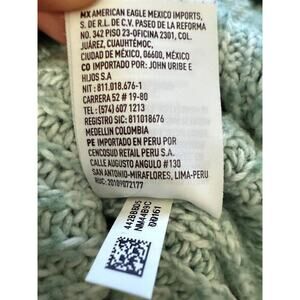 MX AMERICAN EAGLE MEXICO IMPORTS,
S. DE R.L. DE C.V. PASEO DE LA REFORMA
NO. 342 PISO 23-OFICINA 2301, COL.
JUÁREZ, CUAUHTÉMOC,
CIUDAD DE MÉXICO, 06600, MÉXICO
CO IMPORTADO POR JOHN URIBE E
HIJOS S.A
NIT : 811.018.676-1
CARRERA 52 # 19-80
TEL: (574) 607 1213
REGISTRO SIC: 811018676
MEDELLIN COLOMBIA
PE IMPORTADO EN PERU POR
CENCOSUD RETAIL PERU S.A.
CALLE AUGUSTO ANGULO #130
SAN ANTONIO-MIRAFLORES, LIMA-PERU
RUC: 20109072177
442BBBD5
NM44B9C